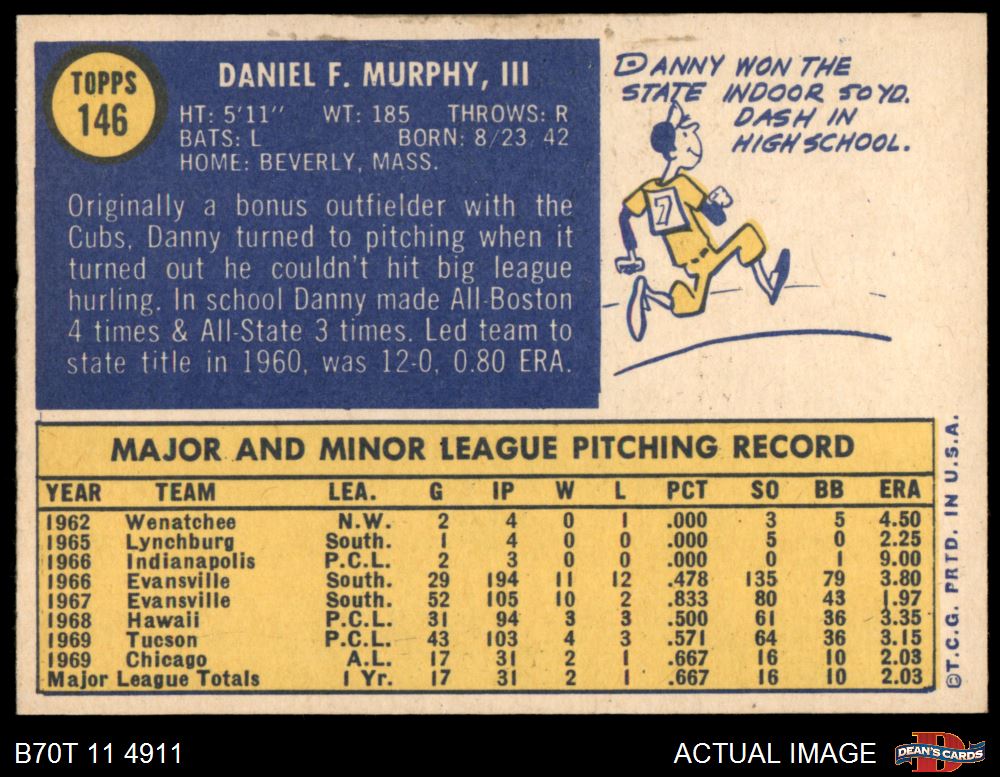 TOPPS
146
DANIEL F. MURPHY, III
HT: 5'11" WT: 185 THROWS: R
BATS: L BORN: 8/23 42
HOME: BEVERLY, MASS.
Originally a bonus outfielder with the
Cubs, Danny turned to pitching when it
turned out he couldn't hit big league
hurling. In school Danny made All-Boston
4 times & All-State 3 times. Led team to
state title in 1960, was 12-0, 0.80 ERA.
DANNY WON THE
STATE INDOOR 50 YD.
DASH IN
HIGH SCHOOL.
7
MAJOR AND MINOR LEAGUE PITCHING RECORD
YEAR TEAM LEA. G IP W L PCT SO BB ERA
1962 Wenatchee N.W. 2 4 0 1 .000 3 5 4.50
1965 Lynchburg South. 1 4 0 0 .000 5 0 2.25
1966 Indianapolis P.C.L. 2 3 0 0 .000 0 1 9.00
1966 Evansville South. 29 194 11 12 .478 135 79 3.80
1967 Evansville South. 52 105 10 2 .833 80 43 1.97
1968 Hawaii P.C.L. 31 94 3 3 .500 61 36 3.35
1969 Tucson P.C.L. 43 103 4 3 .571 64 36 3.15
1969 Chicago A.L. 17 31 2 1 .667 16 10 2.03
Major League Totals 1 Yr. 17 31 2 1 .667 16 10 2.03
©T.C.G. PRTD. IN U.S.A.
B70T 11 4911
ACTUAL IMAGE
D
DEAN'S CARDS